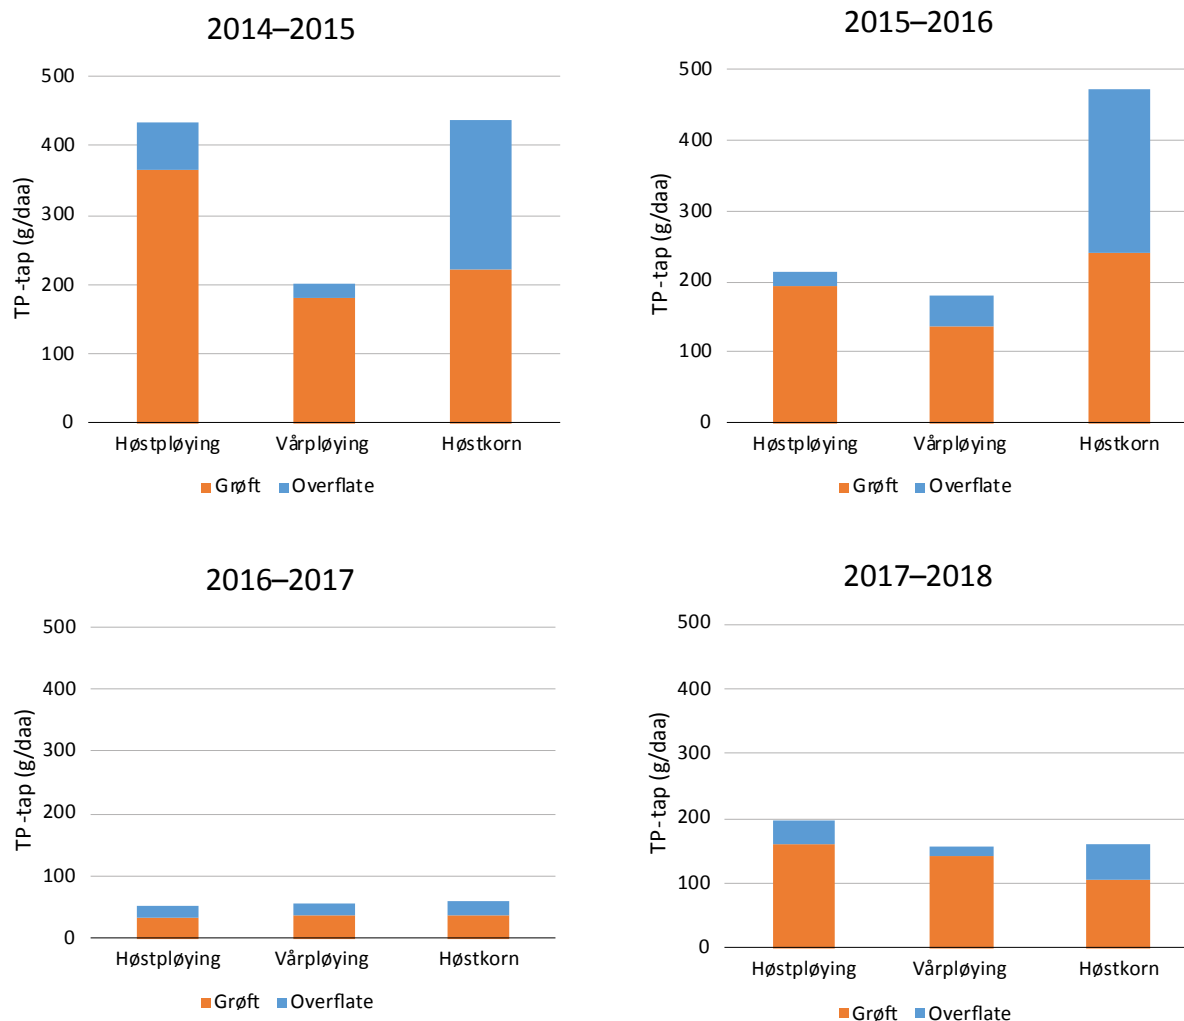 2014–2015
500
400
300
200
100
0
TP-tap (g/daa)
Høstpløying Vårpløying Høstkorn
Grøft Overflate
2015–2016
500
400
300
200
100
0
TP-tap (g/daa)
Høstpløying Vårpløying Høstkorn
Grøft Overflate
2016–2017
500
400
300
200
100
0
TP-tap (g/daa)
Høstpløying Vårpløying Høstkorn
Grøft Overflate
2017–2018
500
400
300
200
100
0
TP-tap (g/daa)
Høstpløying Vårpløying Høstkorn
Grøft Overflate